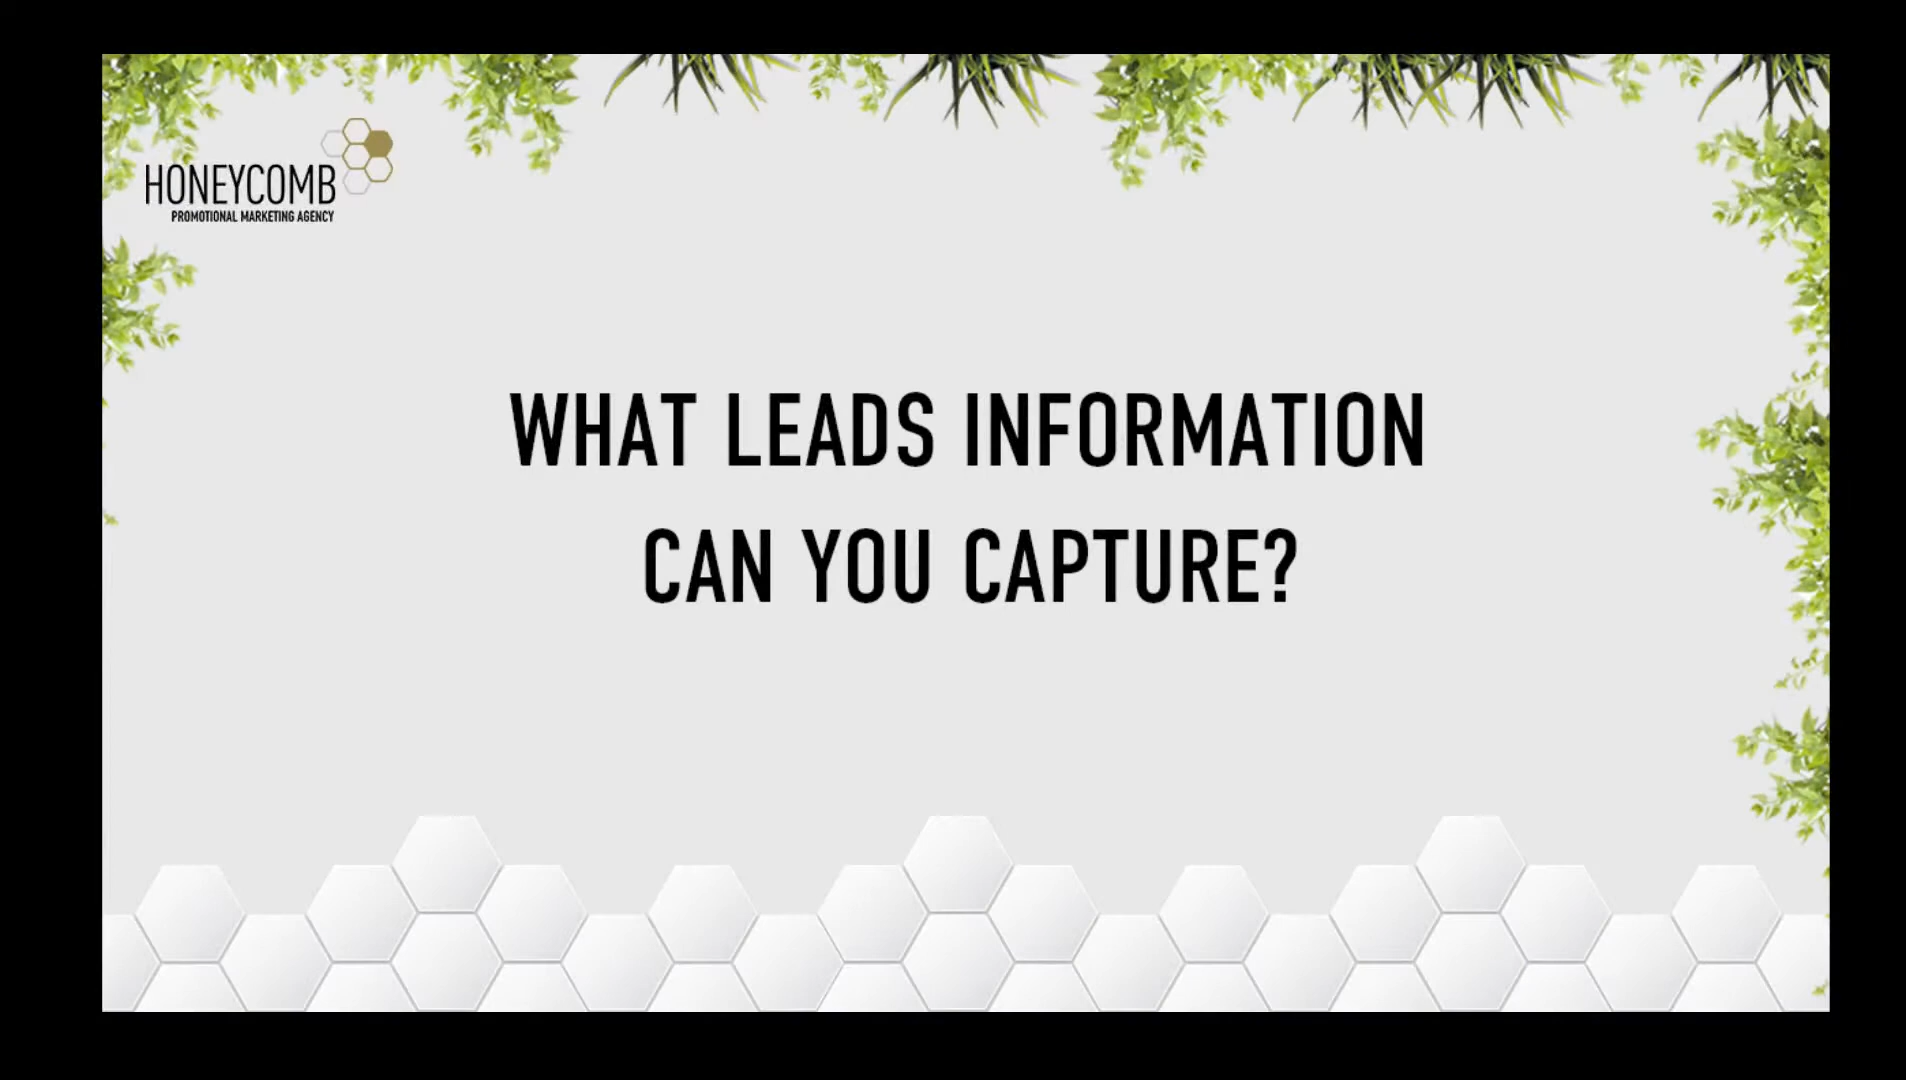 HONEYCOMB
PROMOTIONAL MARKETING AGENCY
WHAT LEADS INFORMATION
CAN YOU CAPTURE?